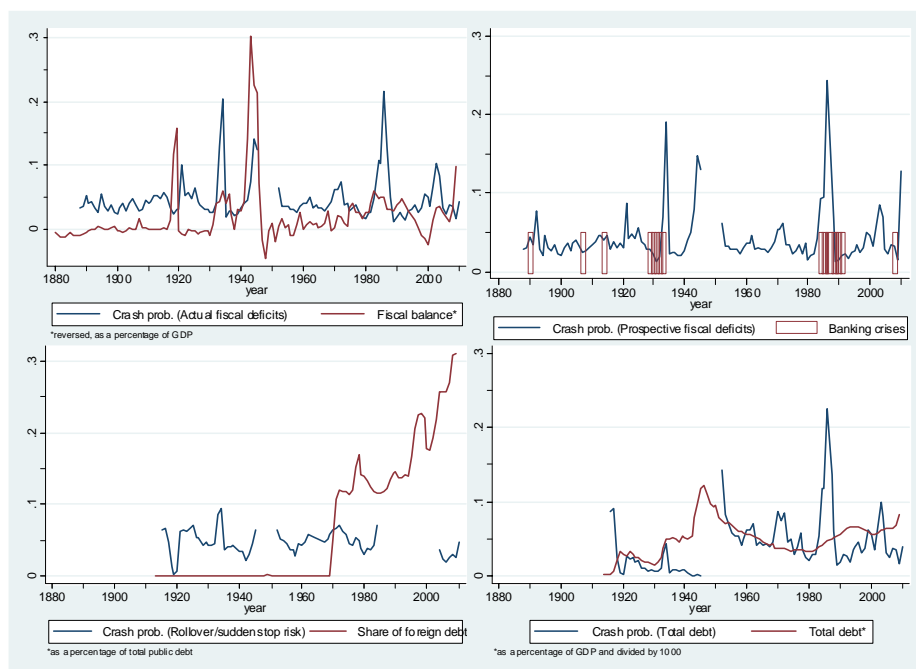 .3
.2
.1
0
1880 1900 1920 1940 1960 1980 2000
year
Crash prob. (Actual fiscal deficits) Fiscal balance*
*reversed, as a percentage of GDP
.3
.2
.1
0
1880 1900 1920 1940 1960 1980 2000
year
Crash prob. (Prospective fiscal deficits) Banking crises
.3
.2
.1
0
1880 1900 1920 1940 1960 1980 2000
year
Crash prob. (Rollover/sudden stop risk) Share of foreign debt
*as a percentage of total public debt
.3
.2
.1
0
1880 1900 1920 1940 1960 1980 2000
year
Crash prob. (Total debt) Total debt*
*as a percentage of GDP and divided by 1000